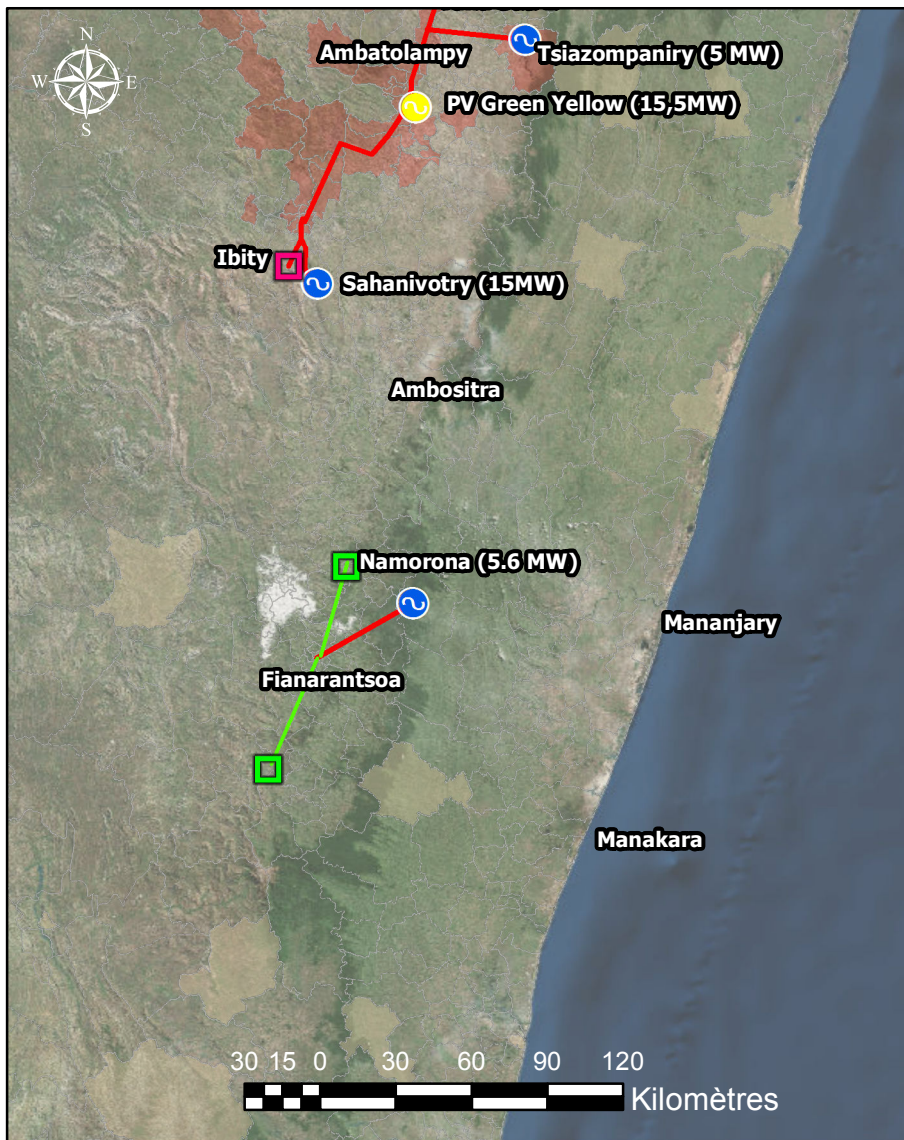 N
W E
S
Ambatolampy
Tsiazompaniry (5 MW)
PV Green Yellow (15,5MW)
Ibity
Sahanivotry (15MW)
Ambositra
Namorona (5.6 MW)
Mananjary
Fianarantsoa
Manakara
30 15 0 30 60 90 120
Kilomètres